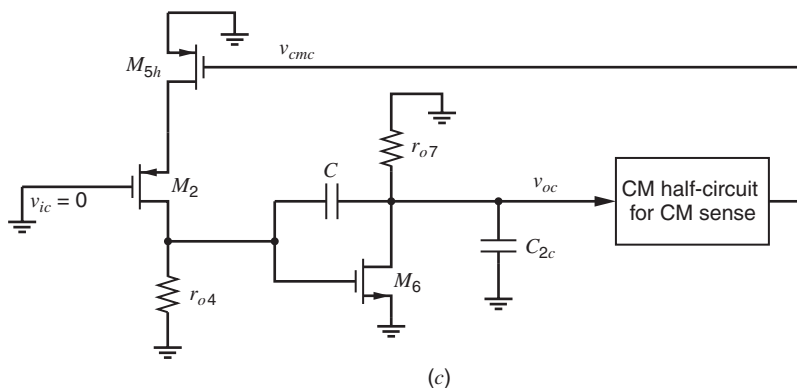 M5h
vcmc
ro7
C
voc
CM half-circuit
for CM sense
M2
vic = 0
C2c
M6
ro4
(c)